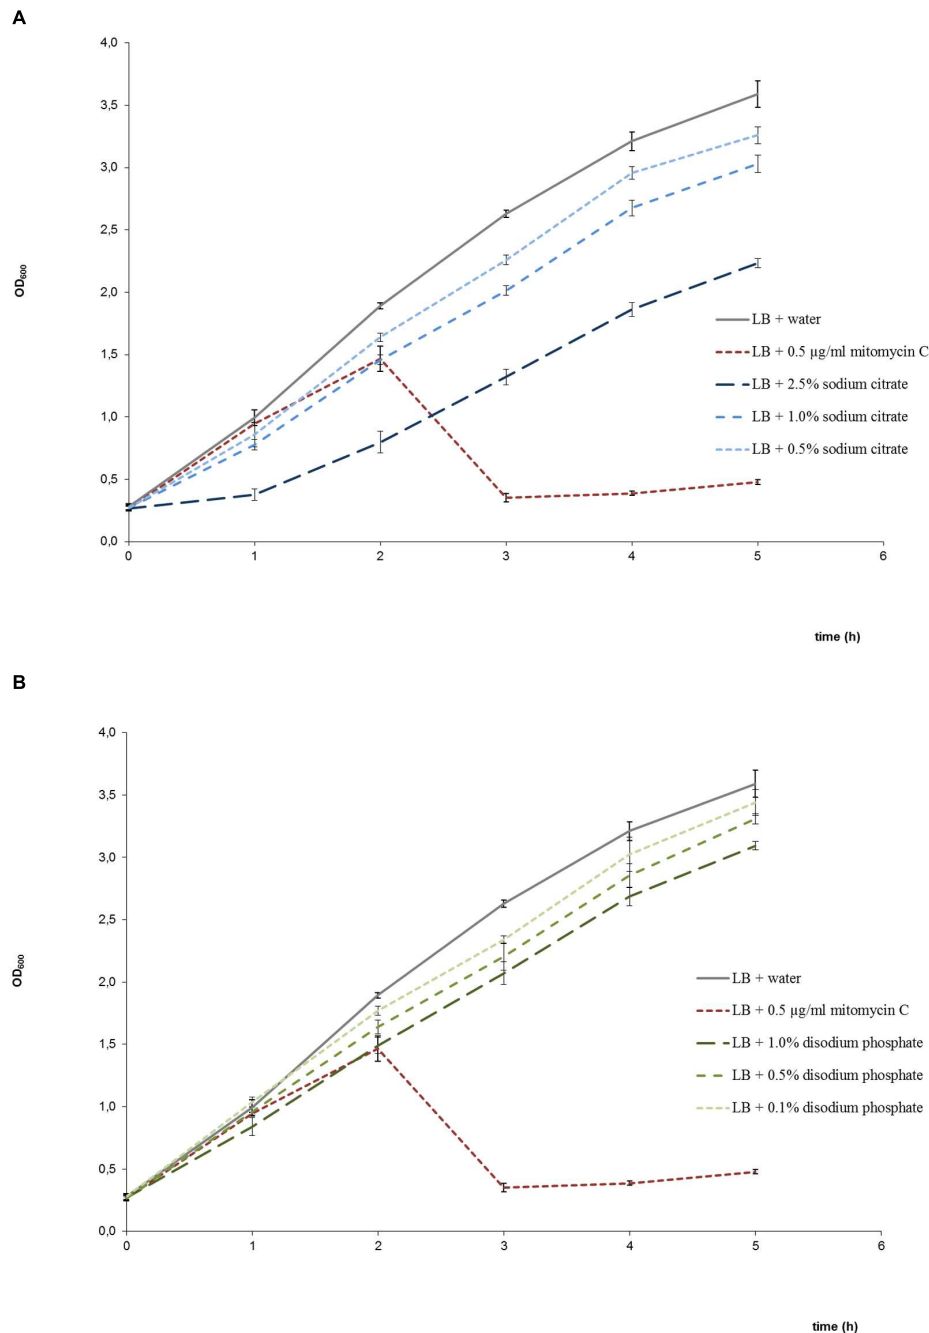 A
4,0
3,5
3,0
2,5
2,0
1,5
1,0
0,5
0,0
OD600
0 1 2 3 4 5 6
time (h)
LB + water
LB + 0.5 µg/ml mitomycin C
LB + 2.5% sodium citrate
LB + 1.0% sodium citrate
LB + 0.5% sodium citrate
B
4,0
3,5
3,0
2,5
2,0
1,5
1,0
0,5
0,0
OD600
0 1 2 3 4 5 6
time (h)
LB + water
LB + 0.5 µg/ml mitomycin C
LB + 1.0% disodium phosphate
LB + 0.5% disodium phosphate
LB + 0.1% disodium phosphate